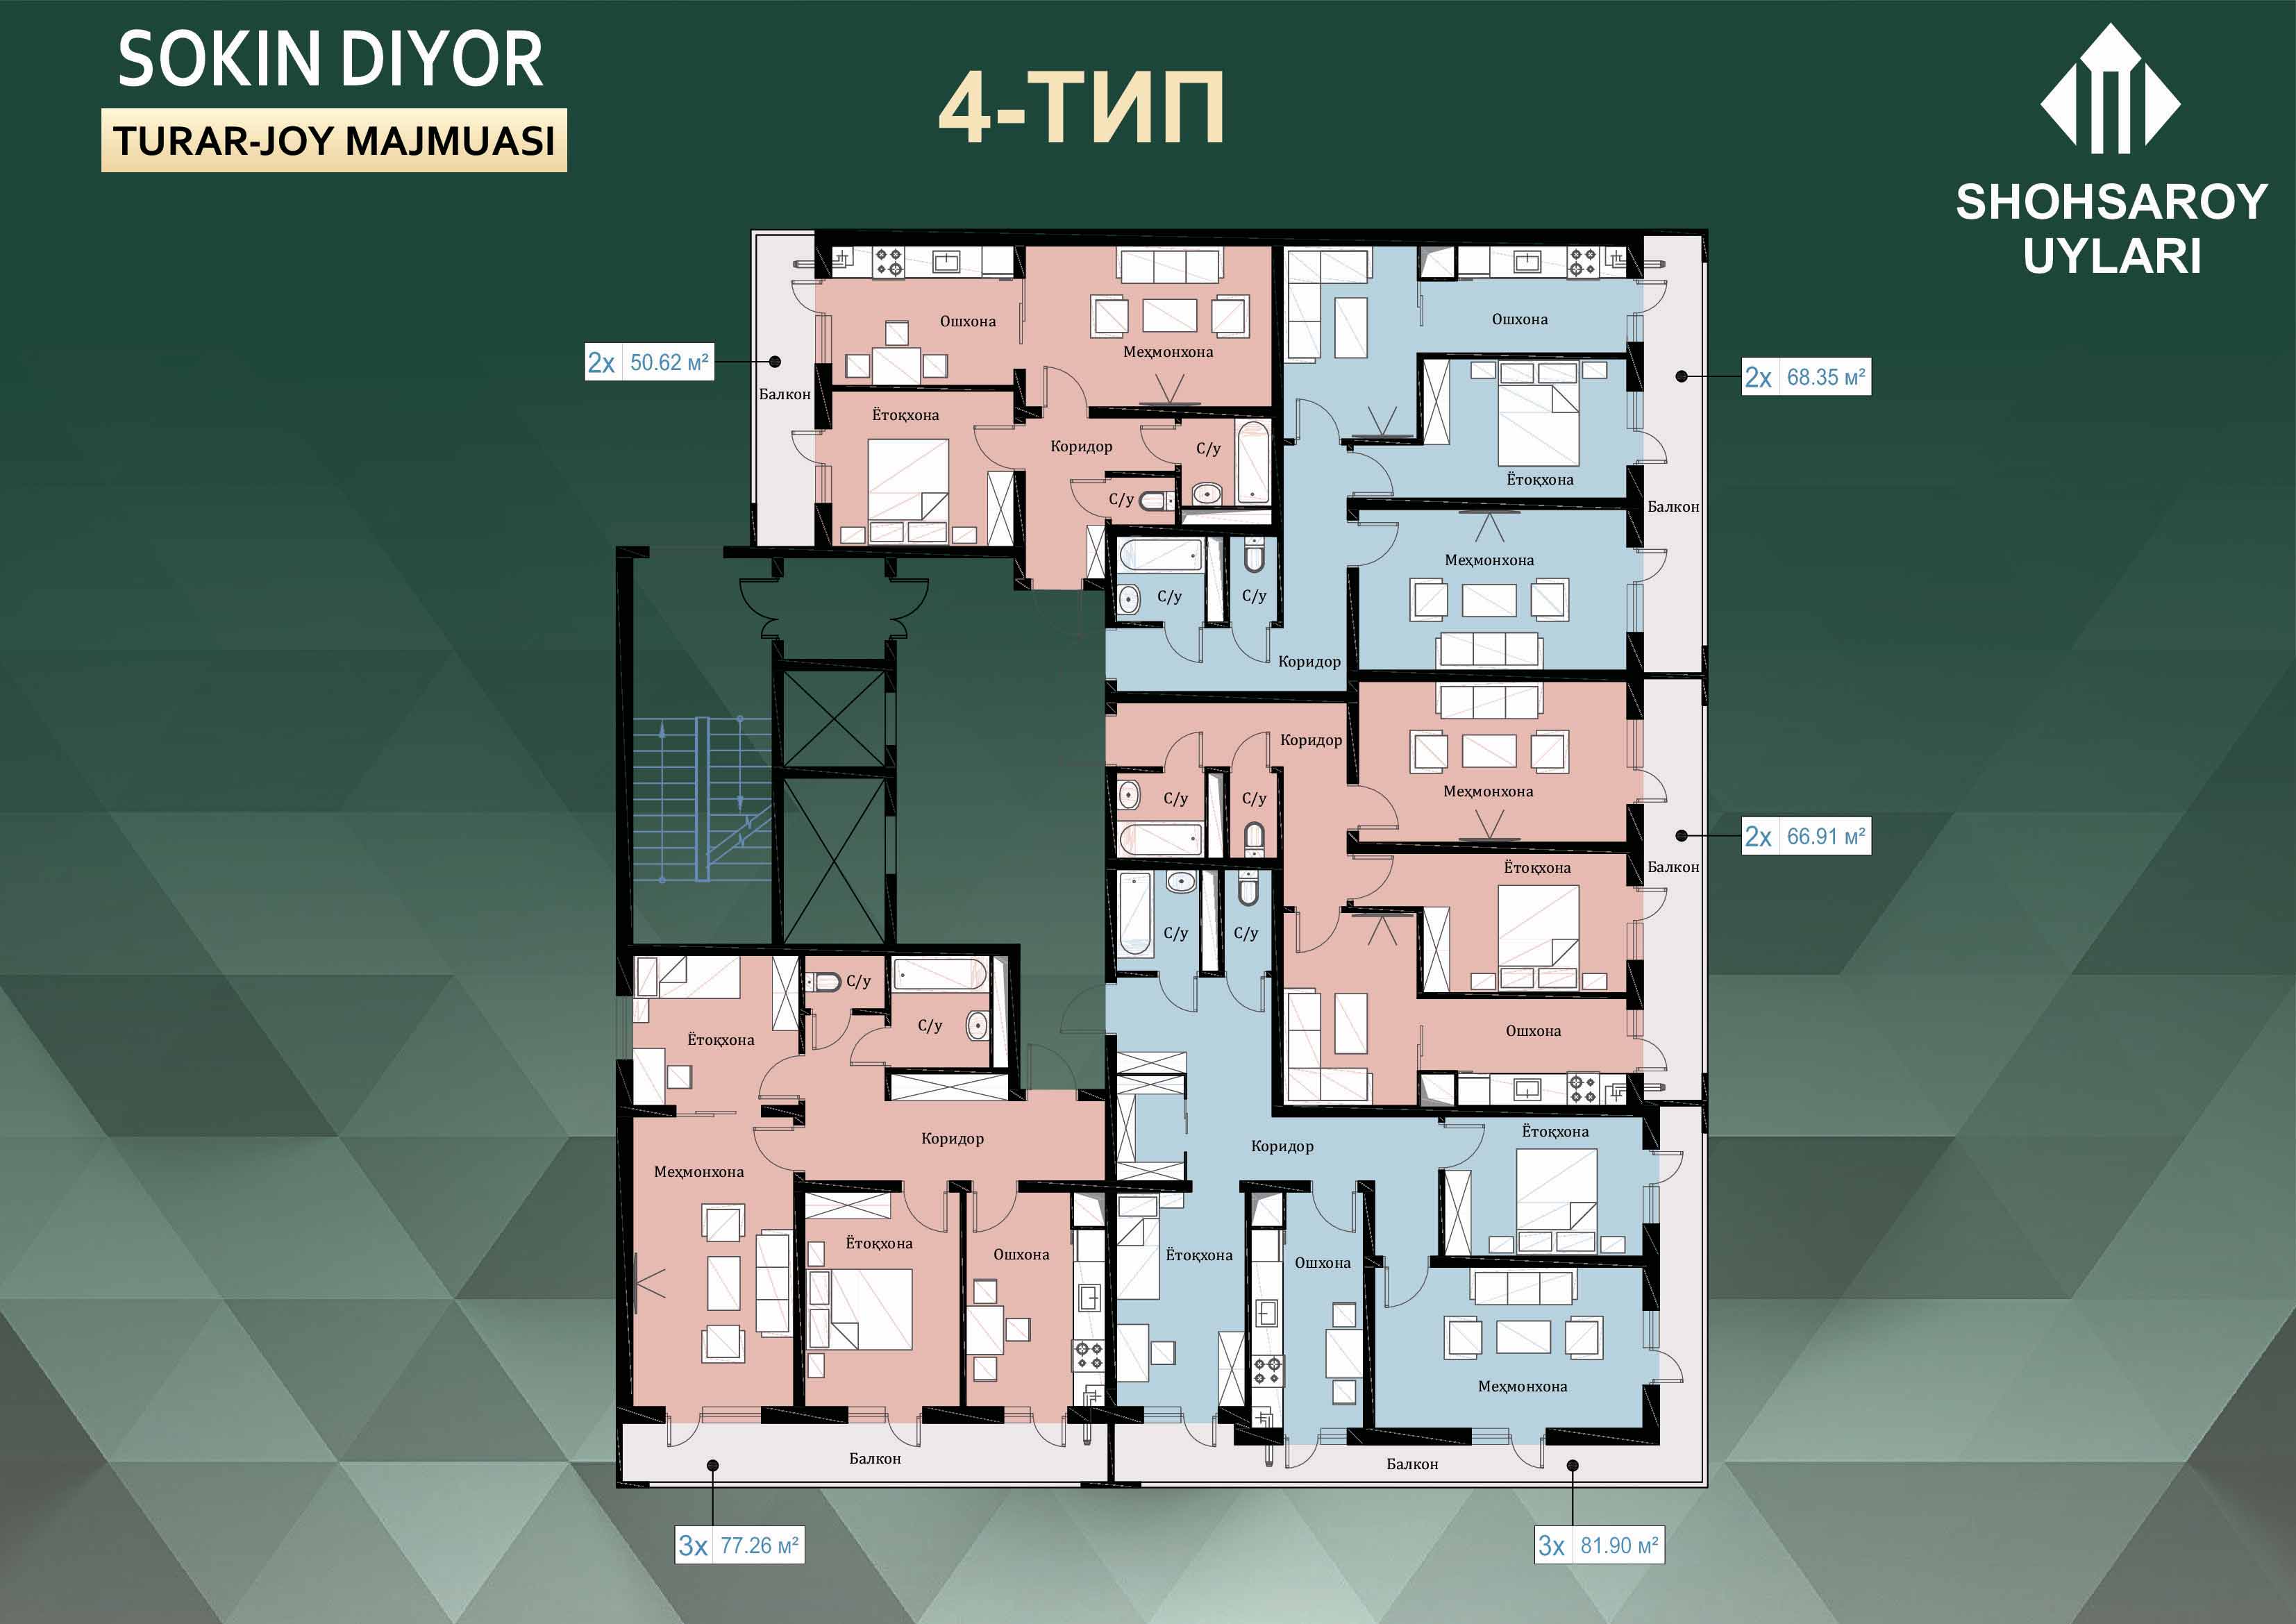 SOKIN DIYOR
TURAR-JOY MAJMUASI
4-ТИП
SHOHSAROY
UYLARI
Ошхона
Меҳмонхона
Ошхона
2x 50.62 м²
2x 68.35 м²
Балкон
Ётоқхона
Коридор
С/у
Ётоқхона
С/у
Балкон
Меҳмонхона
С/у
С/у
Коридор
Коридор
Меҳмонхона
С/у
С/у
2x 66.91 м²
Ётоқхона
Балкон
С/у
С/у
С/у
С/у
Ётоқхона
Ошхона
Коридор
Коридор
Ётоқхона
Меҳмонхона
Ётоқхона
Ошхона
Ётоқхона
Ошхона
Меҳмонхона
Балкон
Балкон
3x 77.26 м²
3x 81.90 м²